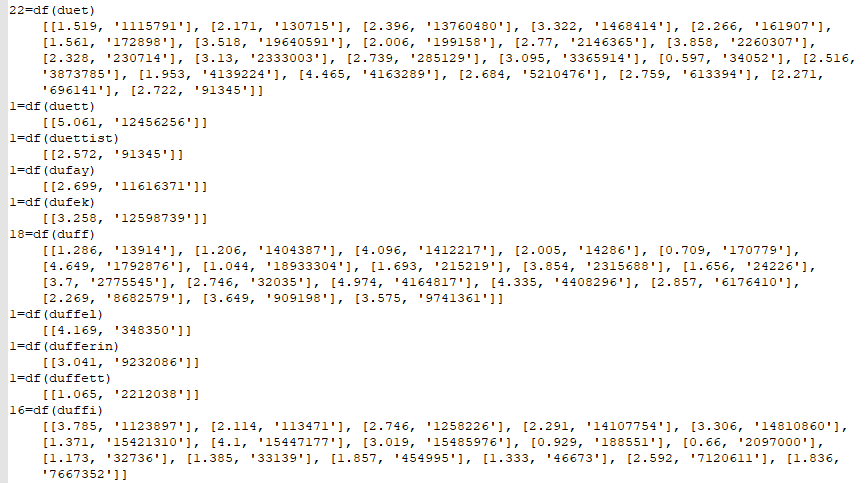 22=df(duet)
[[1.519, '1115791'], [2.171, '130715'], [2.396, '13760480'], [3.322, '1468414'], [2.266, '161907'],
[1.561, '172898'], [3.518, '19640591'], [2.006, '199158'], [2.77, '2146365'], [3.858, '2260307'],
[2.328, '230714'], [3.13, '2333003'], [2.739, '285129'], [3.095, '3365914'], [0.597, '34052'], [2.516,
'3873785'], [1.953, '4139224'], [4.465, '4163289'], [2.684, '5210476'], [2.759, '613394'], [2.271,
'696141'], [2.722, '91345']]
1=df(duett)
[[5.061, '12456256']]
1=df(duettist)
[[2.572, '91345']]
1=df(dufay)
[[2.699, '11616371']]
1=df(dufek)
[[3.258, '12598739']]
18=df(duff)
[[1.286, '13914'], [1.206, '1404387'], [4.096, '1412217'], [2.005, '14286'], [0.709, '170779'],
[4.649, '1792876'], [1.044, '18933304'], [1.693, '215219'], [3.854, '2315688'], [1.656, '24226'],
[3.7, '2775545'], [2.746, '32035'], [4.974, '4164817'], [4.335, '4408296'], [2.857, '6176410'],
[2.269, '8682579'], [3.649, '909198'], [3.575, '9741361']]
1=df(duffel)
[[4.169, '348350']]
1=df(dufferin)
[[3.041, '9232086']]
1=df(duffett)
[[1.065, '2212038']]
16=df(duffi)
[[3.785, '1123897'], [2.114, '113471'], [2.746, '1258226'], [2.291, '14107754'], [3.306, '14810860'],
[1.371, '15421310'], [4.1, '15447177'], [3.019, '15485976'], [0.929, '188551'], [0.66, '2097000'],
[1.173, '32736'], [1.385, '33139'], [1.857, '454995'], [1.333, '46673'], [2.592, '7120611'], [1.836,
'7667352']]